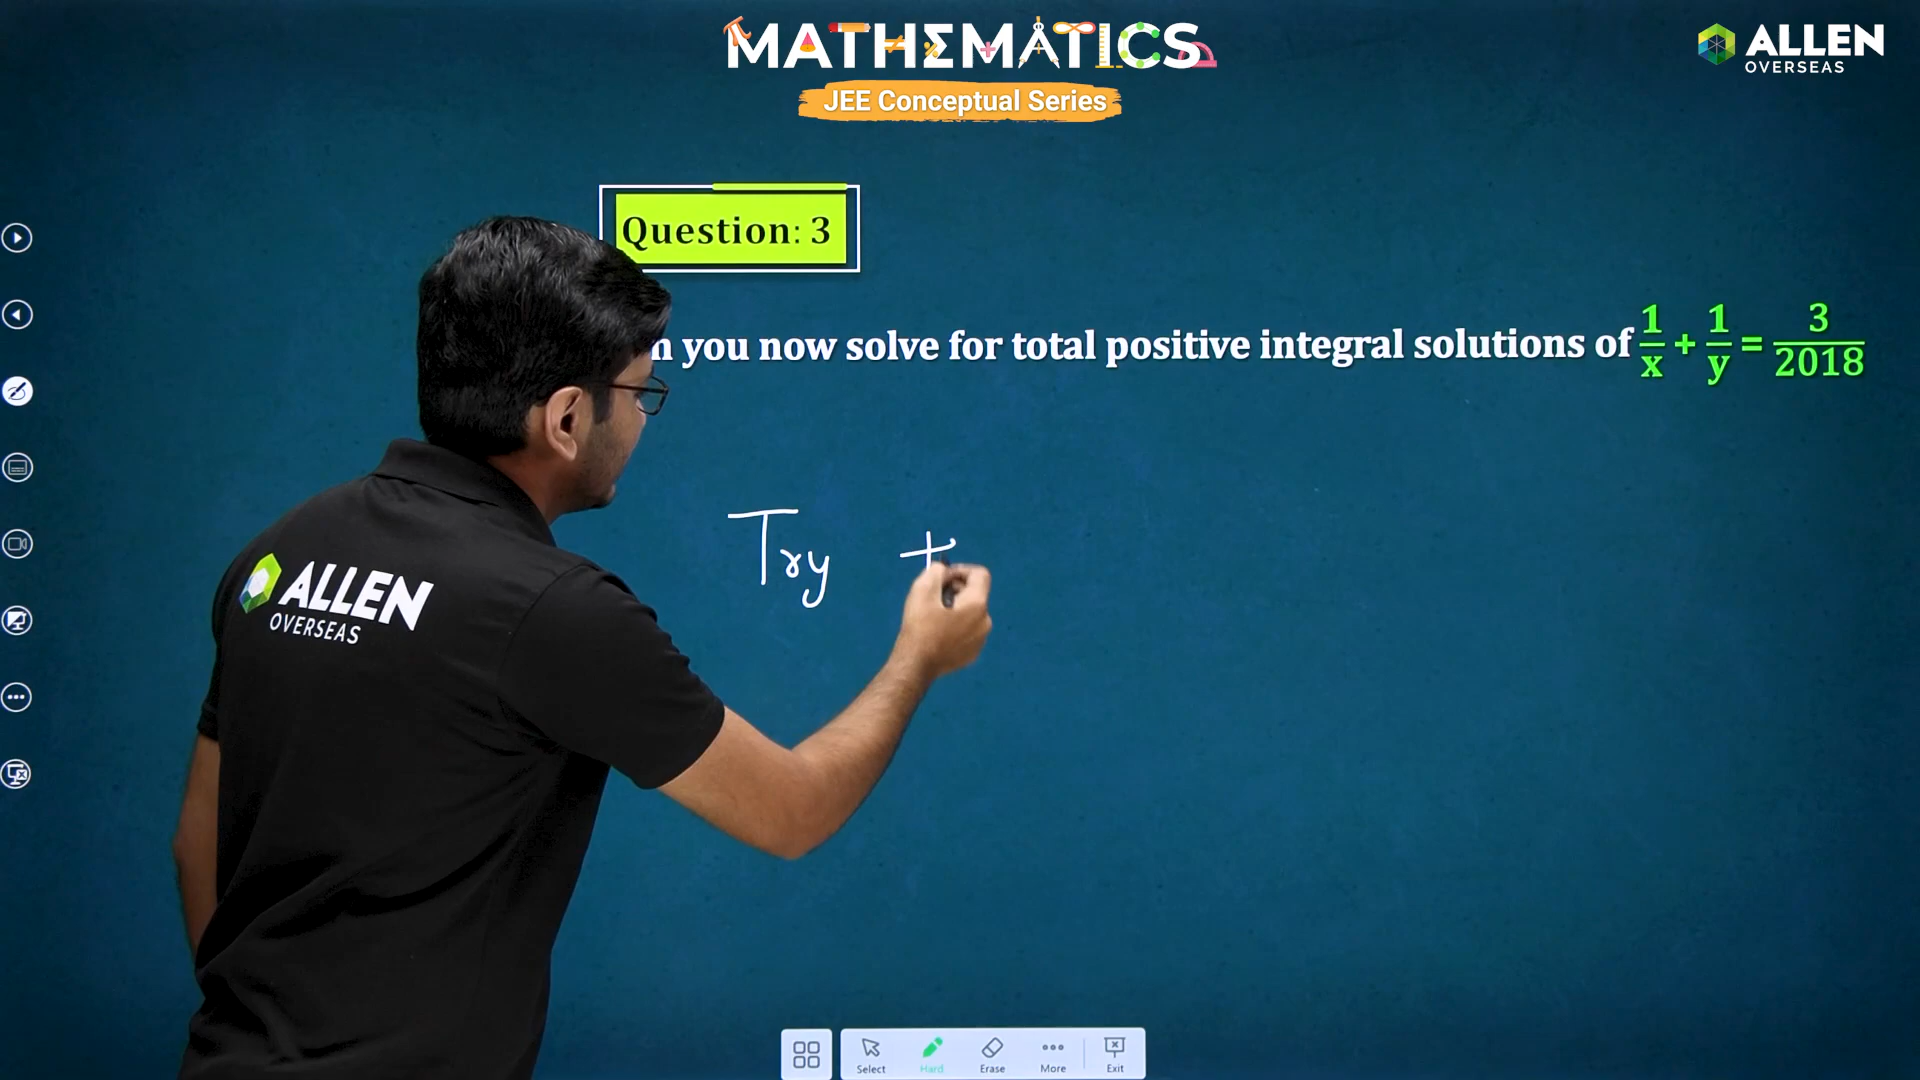 MATHEMATICS
JEE Conceptual Series
ALLEN
OVERSEAS
Question: 3
n you now solve for total positive integral solutions of 1/x + 1/y = 3/2018
Try t
ALLEN
OVERSEAS
Select
Hard
Erase
More
Exit